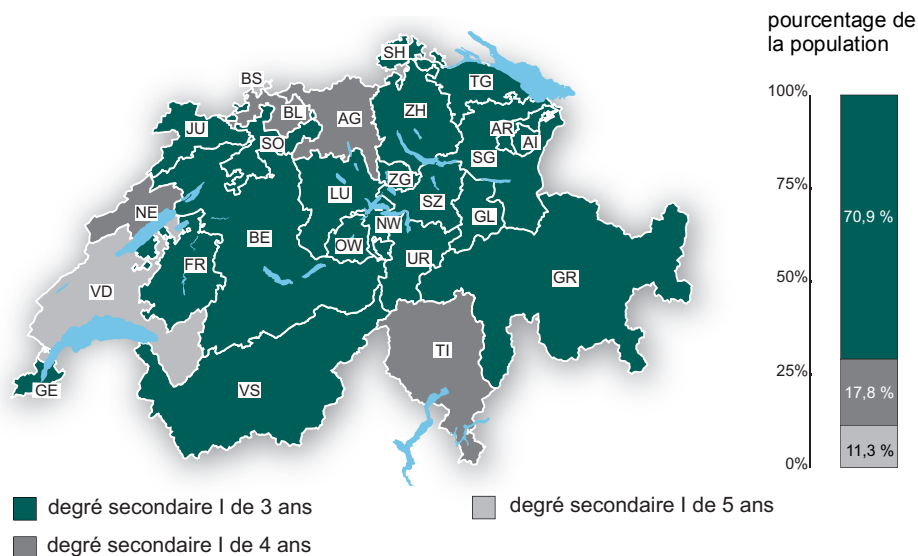 pourcentage de
la population
SH
BS
TG
100%
BL
AG
ZH
JU
AR
AI
SO
SG
ZG
75%
LU
SZ
NE
NW
GL
70,9 %
BE
OW
FR
UR
50%
GR
VD
TI
25%
GE
VS
17,8 %
11,3 %
0%
degré secondaire I de 3 ans
degré secondaire I de 5 ans
degré secondaire I de 4 ans